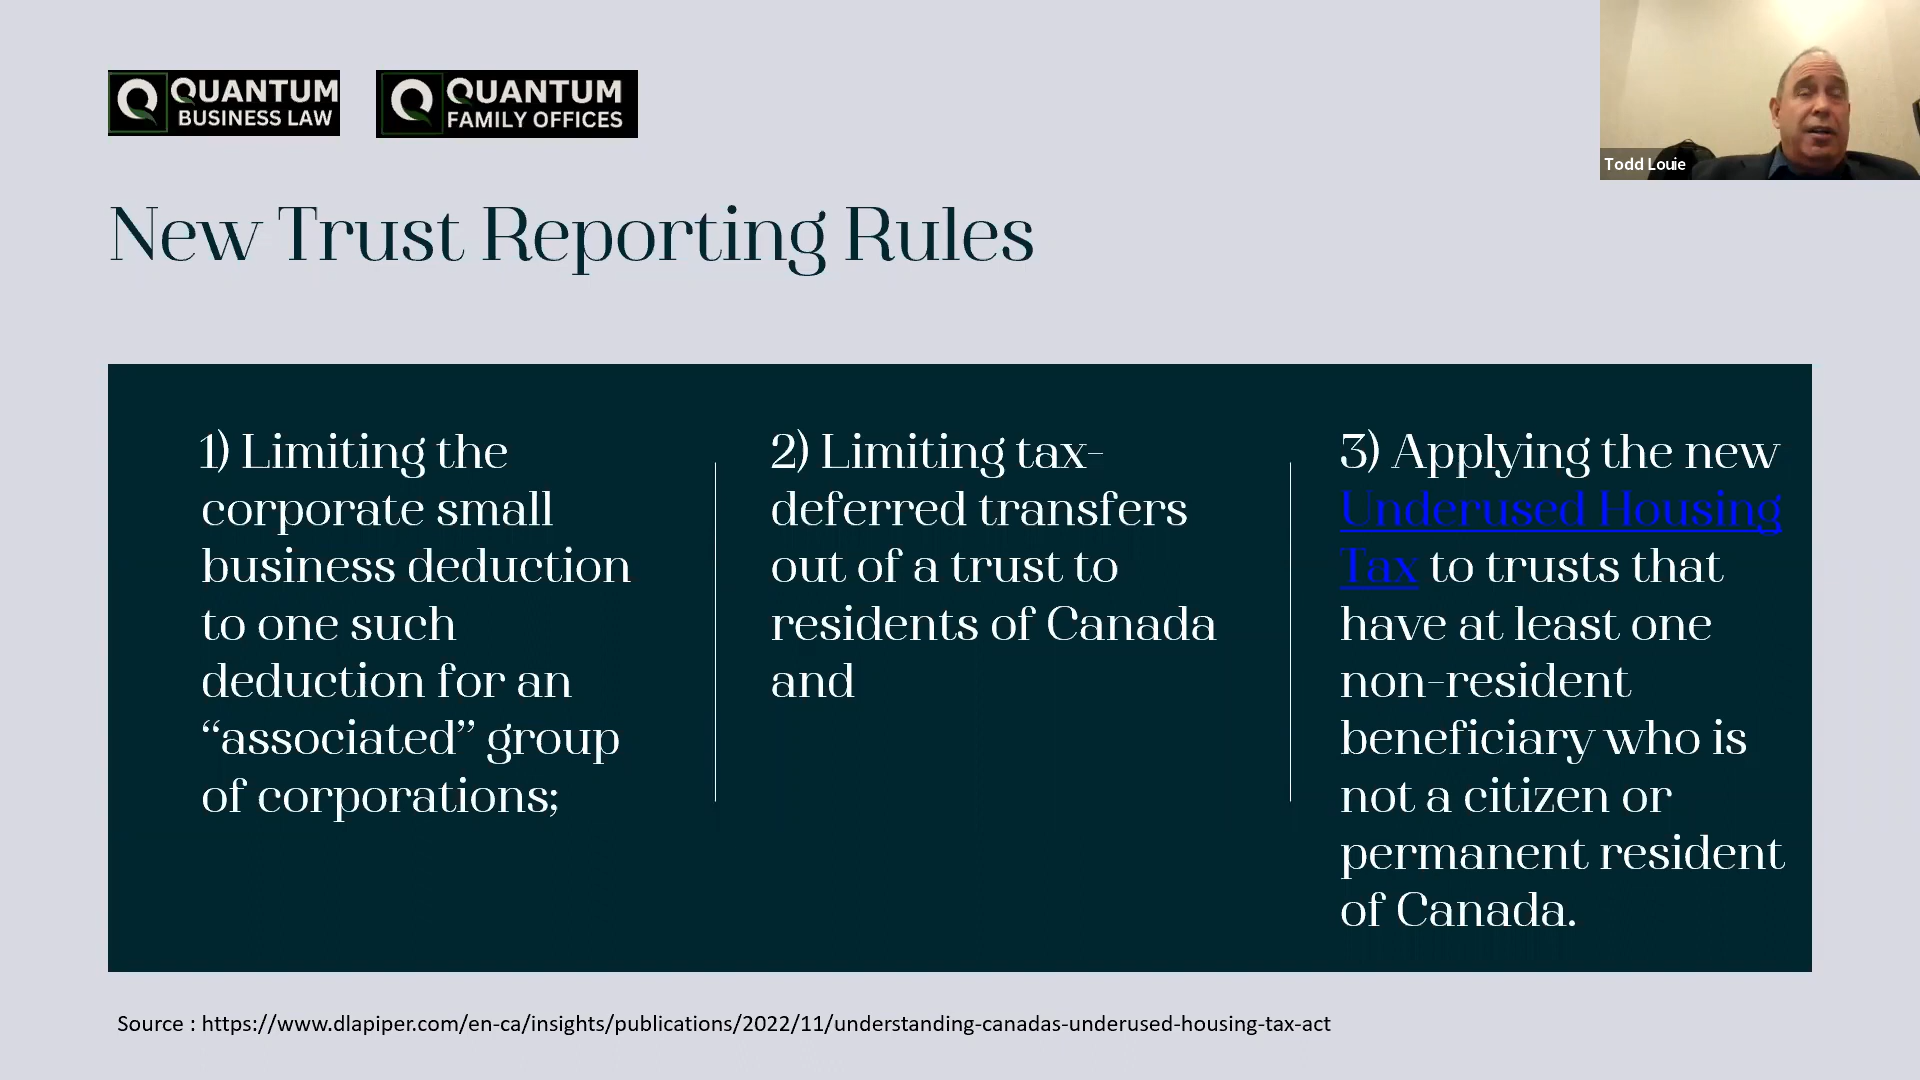 QUANTUM
BUSINESS LAW
QUANTUM
FAMILY OFFICES
Todd Louie
New Trust Reporting Rules
1) Limiting the
corporate small
business deduction
to one such
deduction for an
“associated” group
of corporations;
2) Limiting tax-
deferred transfers
out of a trust to
residents of Canada
and
3) Applying the new
Underused Housing
Tax to trusts that
have at least one
non-resident
beneficiary who is
not a citizen or
permanent resident
of Canada.
Source : https://www.dlapiper.com/en-ca/insights/publications/2022/11/understanding-canadas-underused-housing-tax-act